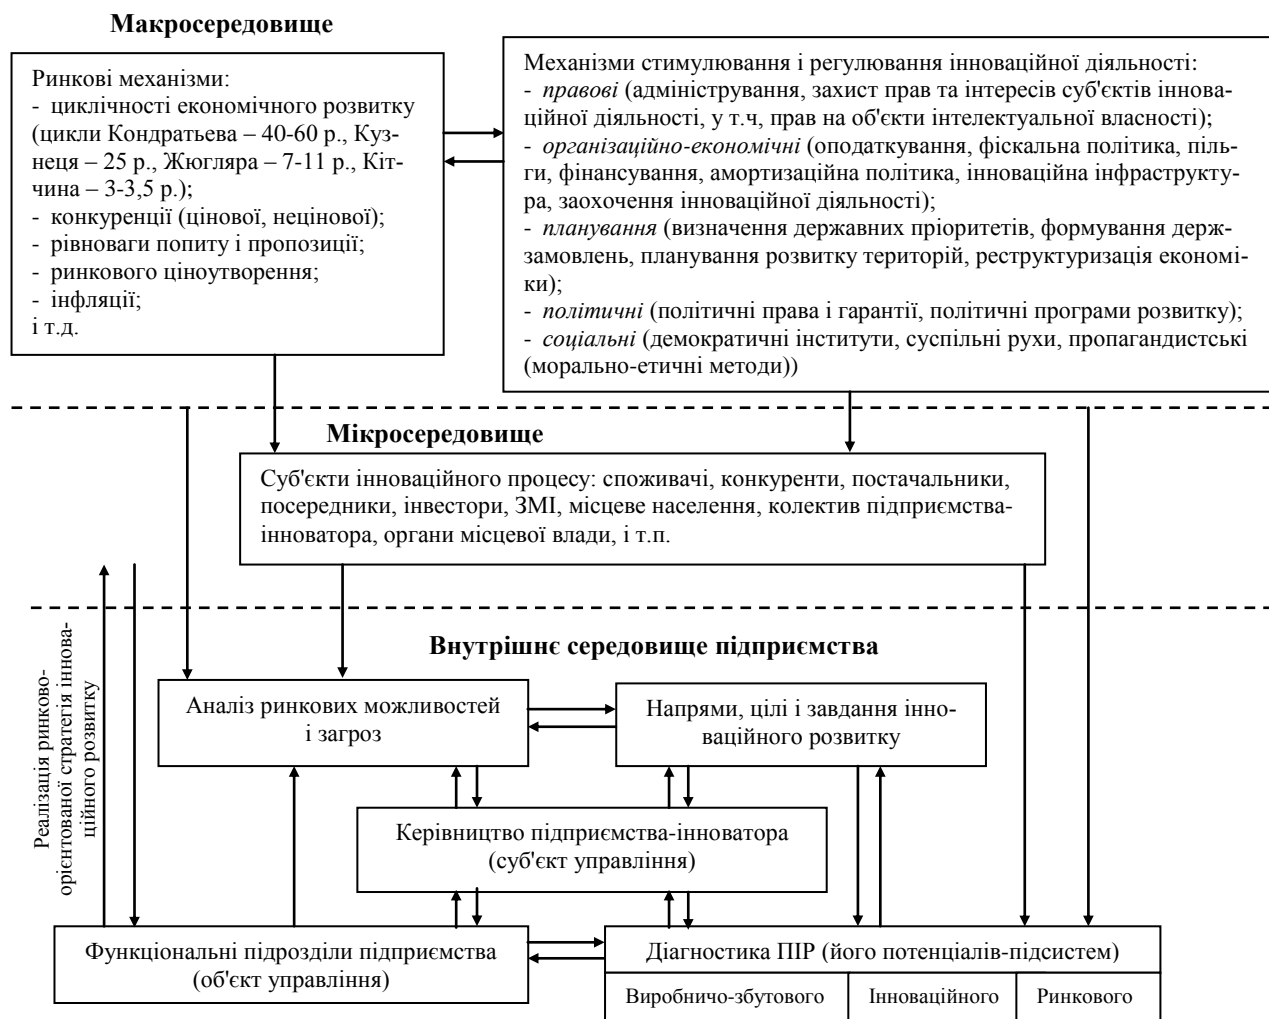 Макросередовище
Ринкові механізми:
- циклічності економічного розвитку
(цикли Кондратьева – 40-60 р., Куз-
неця – 25 р., Жюгляра – 7-11 р., Кіт-
чина – 3-3,5 р.);
- конкуренції (цінової, нецінової);
- рівноваги попиту і пропозиції;
- ринкового ціноутворення;
- інфляції;
і т.д.
Механізми стимулювання і регулювання інноваційної діяльності:
- правові (адміністрування, захист прав та інтересів суб'єктів іннова-
ційної діяльності, у т.ч, прав на об'єкти інтелектуальної власності);
- організаційно-економічні (оподаткування, фіскальна політика, піль-
ги, фінансування, амортизаційна політика, інноваційна інфраструкту-
ра, заохочення інноваційної діяльності);
- планування (визначення державних пріоритетів, формування держ-
замовлень, планування розвитку територій, реструктуризація економі-
ки);
- політичні (політичні права і гарантії, політичні програми розвитку);
- соціальні (демократичні інститути, суспільні рухи, пропагандистські
(морально-етичні методи))
Мікросередовище
Суб'єкти інноваційного процесу: споживачі, конкуренти, постачальники,
посередники, інвестори, ЗМІ, місцеве населення, колектив підприємства-
інноватора, органи місцевої влади, і т.п.
Внутрішнє середовище підприємства
Реалізація ринково-
орієнтованої стратегія іннова-
ційного розвитку
Аналіз ринкових можливостей
і загроз
Напрями, цілі і завдання інно-
ваційного розвитку
Керівництво підприємства-інноватора
(суб'єкт управління)
Функціональні підрозділи підприємства
(об'єкт управління)
Діагностика ПІР (його потенціалів-підсистем)
Виробничо-збутового
Інноваційного
Ринкового